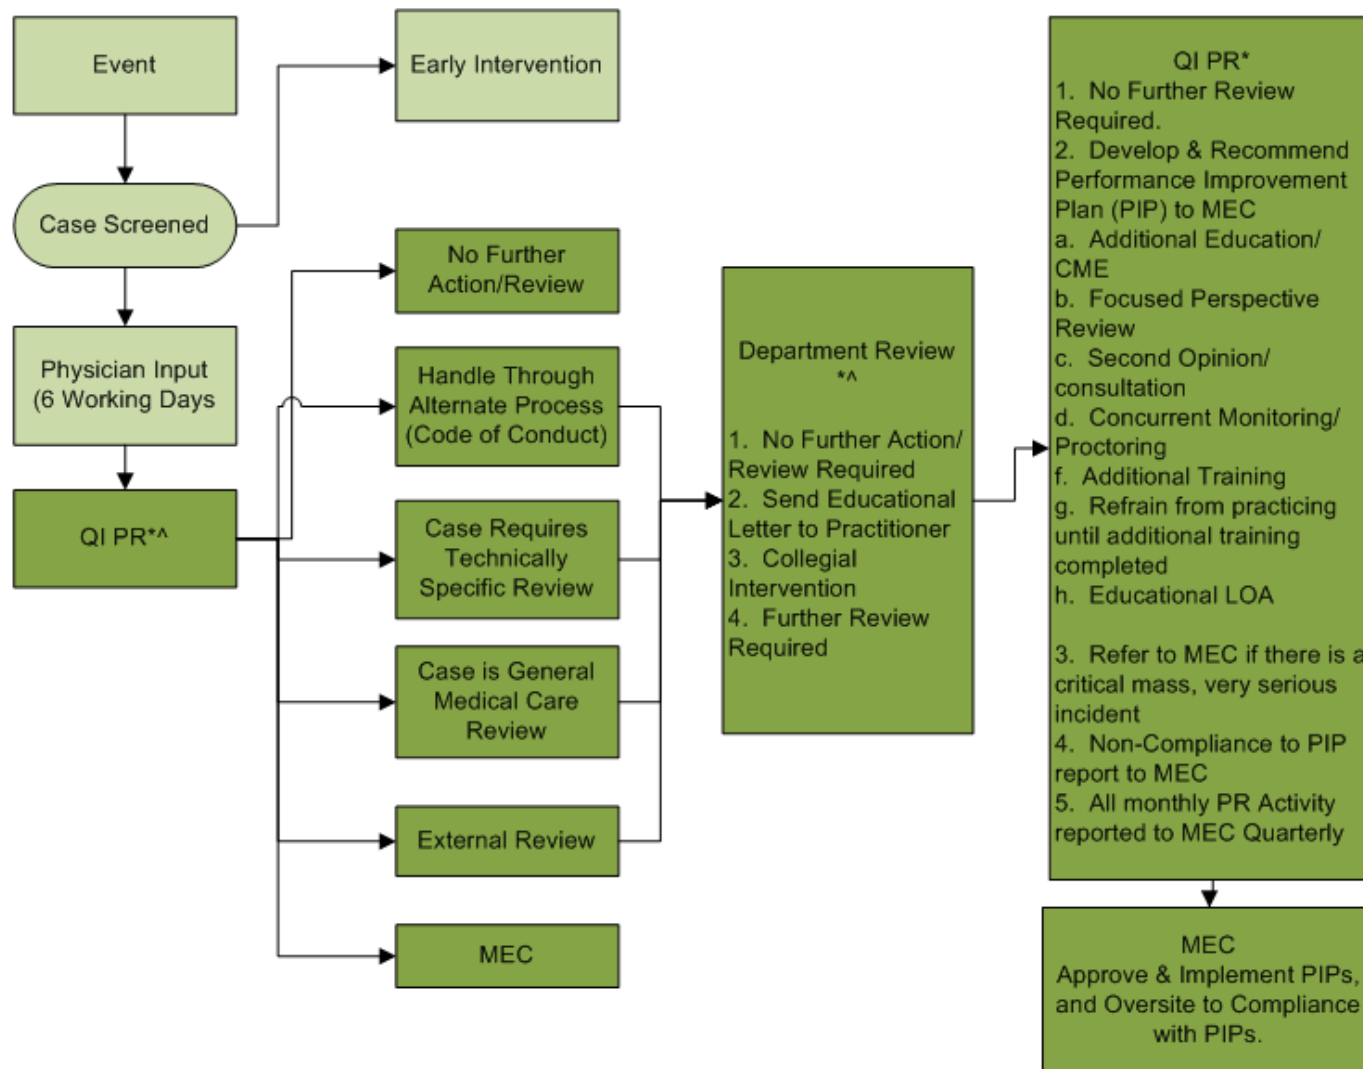 Event
Early Intervention
Case Screened
No Further
Action/Review
Physician Input
(6 Working Days
Handle Through
Alternate Process
(Code of Conduct)
QI PR*^
Case Requires
Technically
Specific Review
Case is General
Medical Care
Review
External Review
MEC
Department Review
*^
1. No Further Action/
Review Required
2. Send Educational
Letter to Practitioner
3. Collegial
Intervention
4. Further Review
Required
QI PR*
1. No Further Review
Required.
2. Develop & Recommend
Performance Improvement
Plan (PIP) to MEC
a. Additional Education/
CME
b. Focused Perspective
Review
c. Second Opinion/
consultation
d. Concurrent Monitoring/
Proctoring
f. Additional Training
g. Refrain from practicing
until additional training
completed
h. Educational LOA
3. Refer to MEC if there is a
critical mass, very serious
incident
4. Non-Compliance to PIP
report to MEC
5. All monthly PR Activity
reported to MEC Quarterly
MEC
Approve & Implement PIPs,
and Oversite to Compliance
with PIPs.